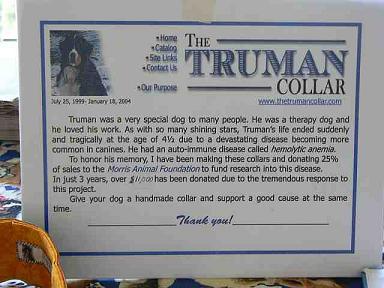 • Home
• Catalog
• Site Links
• Contact Us
• Our Purpose
THE
TRUMAN
COLLAR
July 25, 1999- January 18, 2004
www.thetrumancollar.com
Truman was a very special dog to many people. He was a therapy dog and
he loved his work. As with so many shining stars, Truman's life ended suddenly
and tragically at the age of 4½ due to a devastating disease becoming more
common in canines. He had an auto-immune disease called hemolytic anemia.
To honor his memory, I have been making these collars and donating 25%
of sales to the Morris Animal Foundation to fund research into this disease.
In just 3 years, over has been donated due to the tremendous response to
this project.
Give your dog a handmade collar and support a good cause at the same
time.
Thank you!